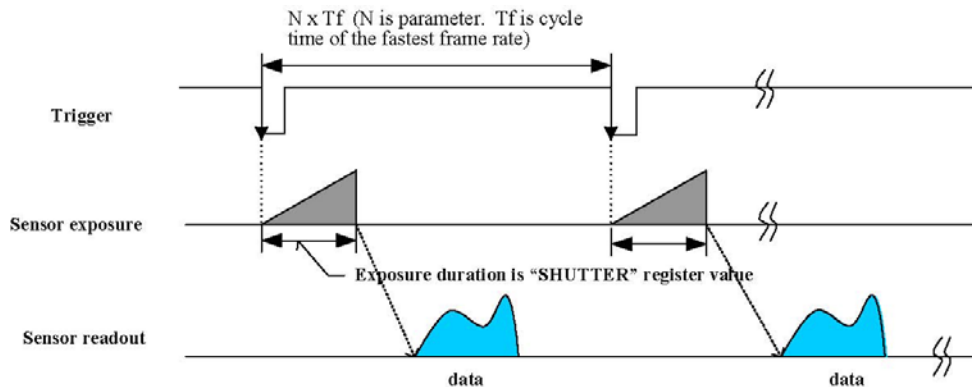 N x Tf (N is parameter. Tf is cycle
time of the fastest frame rate)
Trigger
Sensor exposure
Exposure duration is “SHUTTER” register value
Sensor readout
data
data